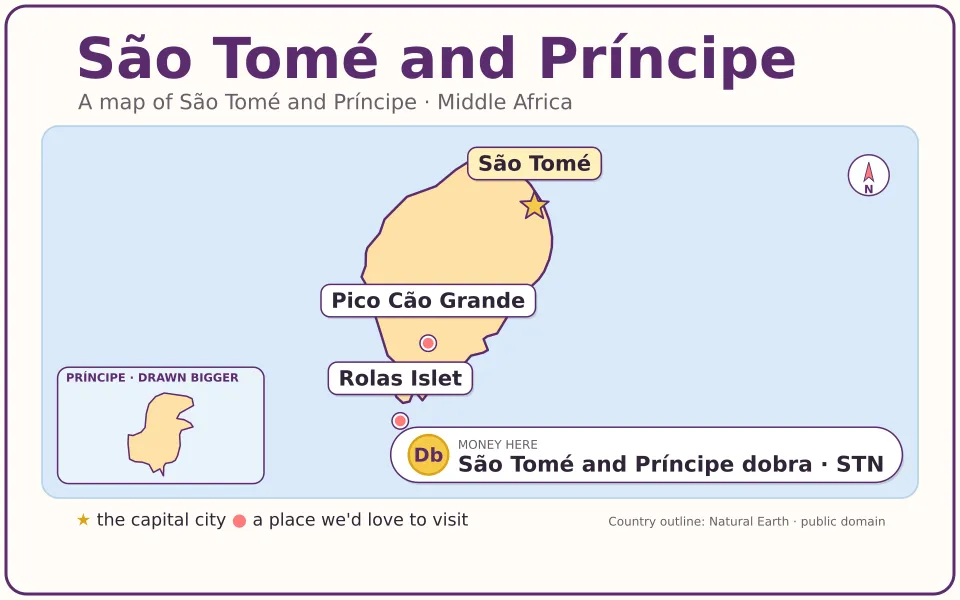 São Tomé and Príncipe
A map of São Tomé and Príncipe · Middle Africa
São Tomé
N
Pico Cão Grande
Rolas Islet
PRÍNCIPE · DRAWN BIGGER
Db
MONEY HERE
São Tomé and Príncipe dobra · STN
★ the capital city ● a place we'd love to visit
Country outline: Natural Earth · public domain